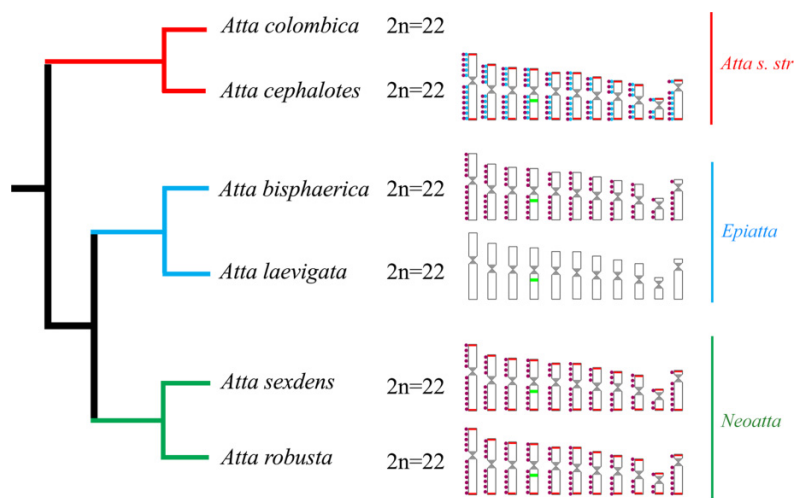 Atta colombica 2n=22
Atta cephalotes 2n=22
Atta s. str
Atta bisphaerica 2n=22
Epiatta
Atta laevigata 2n=22
Atta sexdens 2n=22
Neoatta
Atta robusta 2n=22